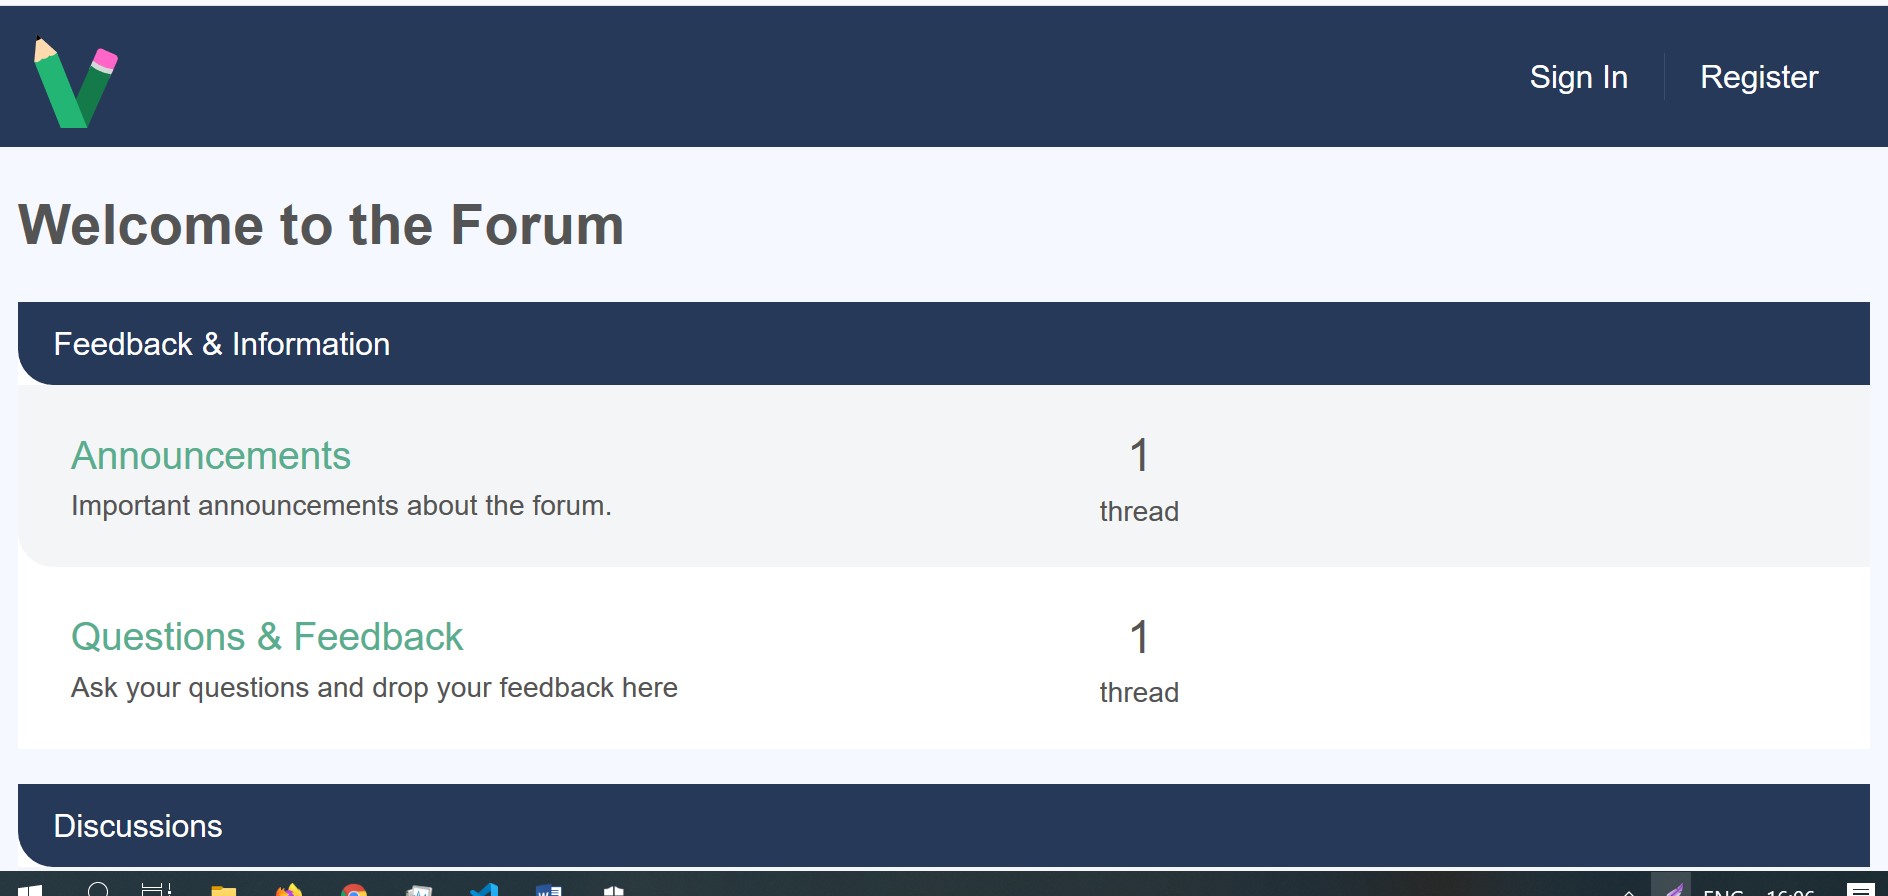 Sign In
Register
Welcome to the Forum
Feedback & Information
Announcements
1
Important announcements about the forum.
thread
Questions & Feedback
1
Ask your questions and drop your feedback here
thread
Discussions